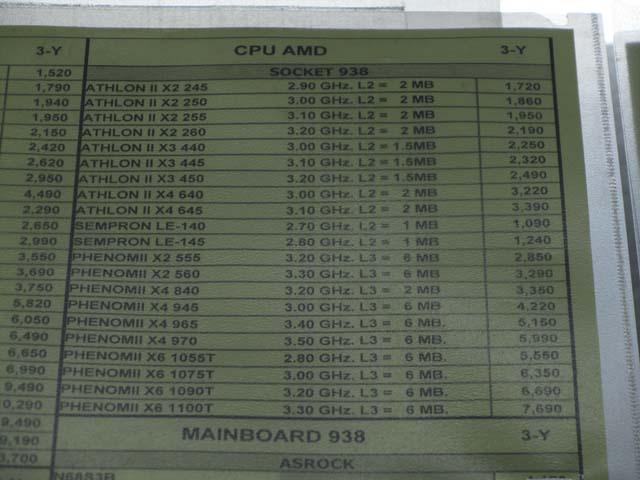 3-Y CPU AMD 3-Y
1,520 SOCKET 938
1,790 ATHLON II X2 245 2.90 GHz. L2 = 2 MB 1,720
1,940 ATHLON II X2 250 3.00 GHz. L2 = 2 MB 1,860
1,950 ATHLON II X2 255 3.10 GHz. L2 = 2 MB 1,950
2,150 ATHLON II X2 260 3.20 GHz. L2 = 2 MB 2,190
2,420 ATHLON II X3 440 3.00 GHz. L2 = 1.5MB 2,250
2,620 ATHLON II X3 445 3.10 GHz. L2 = 1.5MB 2,320
2,950 ATHLON II X3 450 3.20 GHz. L2 = 1.5MB 2,490
4,490 ATHLON II X4 640 3.00 GHz. L2 = 2 MB 3,220
2,290 ATHLON II X4 645 3.10 GHz. L2 = 2 MB 3,390
2,650 SEMPRON LE-140 2.70 GHz. L2 = 1 MB 1,090
2,990 SEMPRON LE-145 2.80 GHz. L2 = 1 MB 1,240
3,550 PHENOMII X2 555 3.20 GHz. L3 = 6 MB 2,850
3,690 PHENOMII X2 560 3.30 GHz. L3 = 6 MB 3,290
3,750 PHENOMII X4 840 3.20 GHz. L3 = 2 MB 3,350
5,820 PHENOMII X4 945 3.00 GHz. L3 = 6 MB. 4,220
6,050 PHENOMII X4 965 3.40 GHz. L3 = 6 MB. 5,150
6,490 PHENOMII X4 970 3.50 GHz. L3 = 6 MB. 5,990
6,650 PHENOMII X6 1055T 2.80 GHz. L3 = 6 MB. 5,550
6,990 PHENOMII X6 1075T 3.00 GHz. L3 = 6 MB. 6,350
9,490 PHENOMII X6 1090T 3.20 GHz. L3 = 6 MB. 6,690
0,290 PHENOMII X6 1100T 3.30 GHz. L3 = 6 MB. 7,690
9,490 MAINBOARD 938 3-Y
9,190
3,700 ASROCK
N68S3B